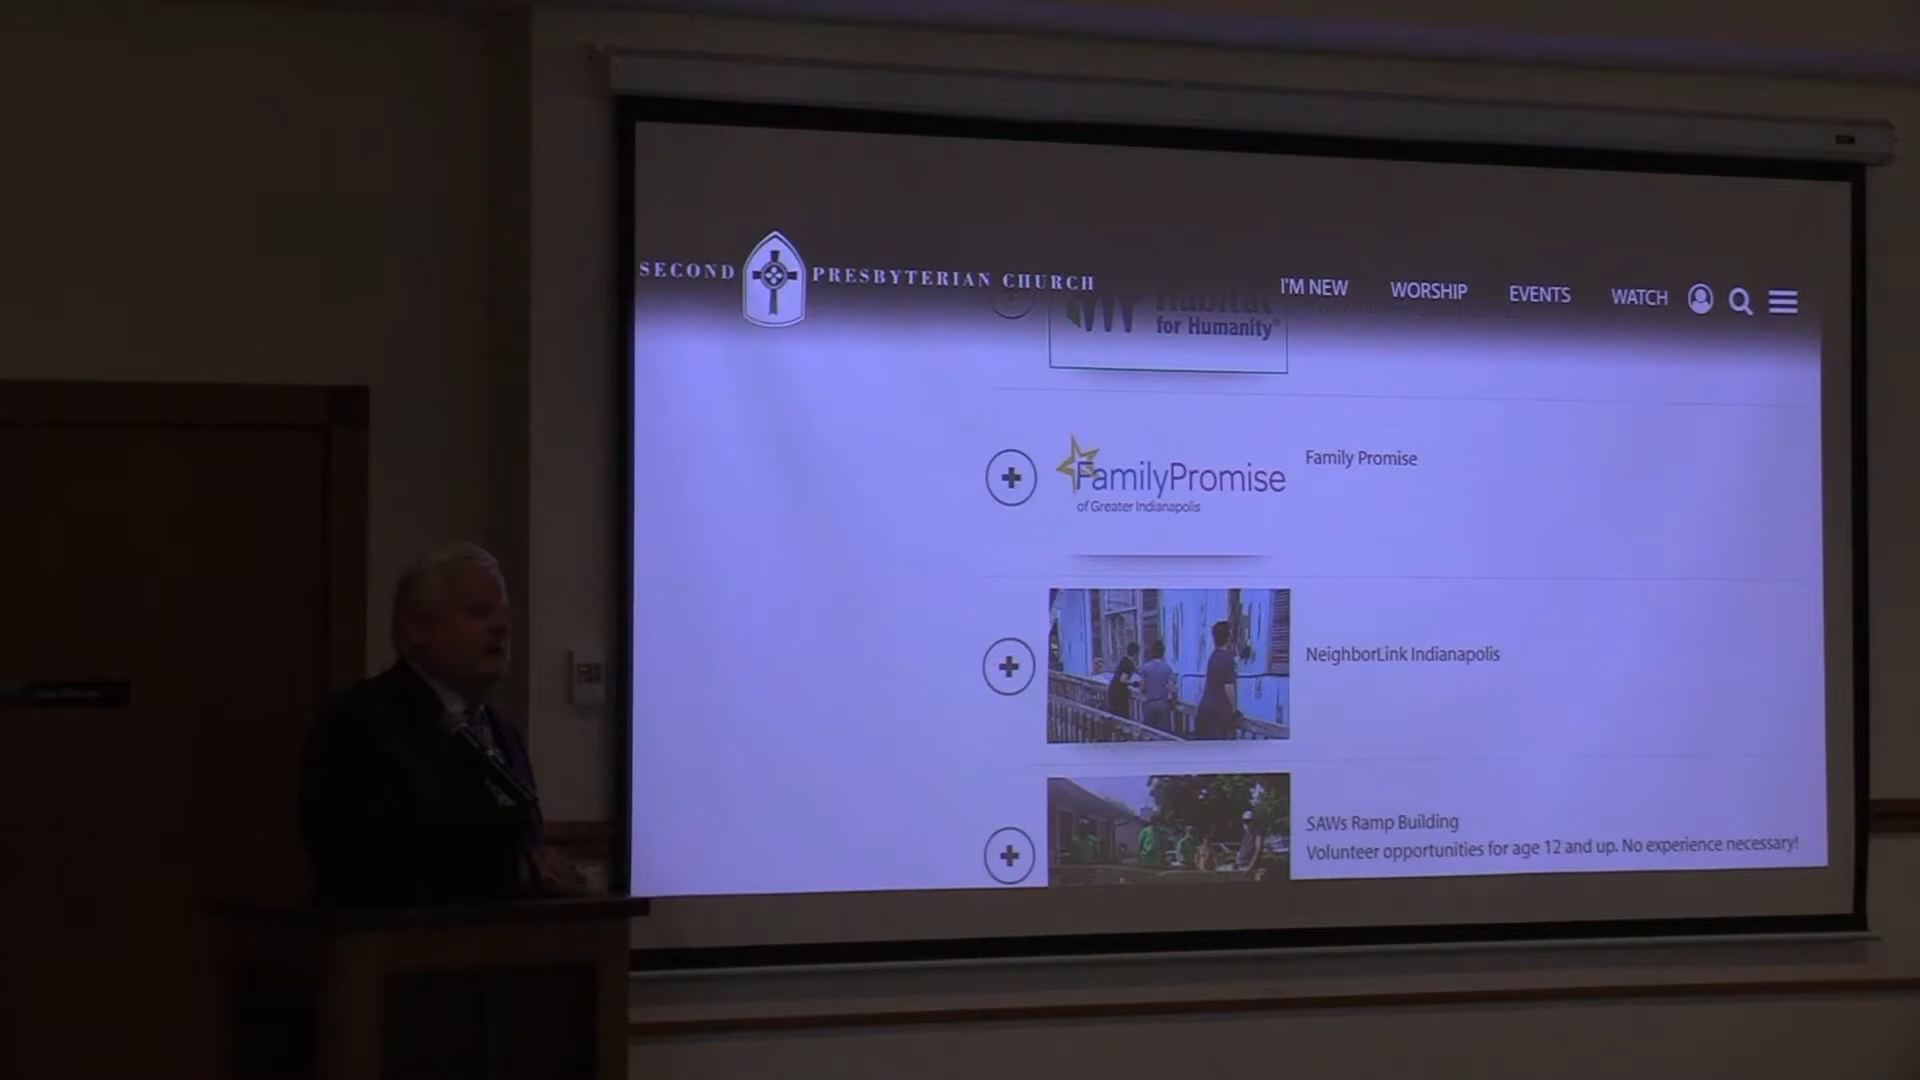 SECOND PRESBYTERIAN CHURCH
I'M NEW
WORSHIP
EVENTS
WATCH
Habitat
for Humanity®
FamilyPromise
of Greater Indianapolis
Family Promise
NeighborLink Indianapolis
SAWs Ramp Building
Volunteer opportunities for age 12 and up. No experience necessary!